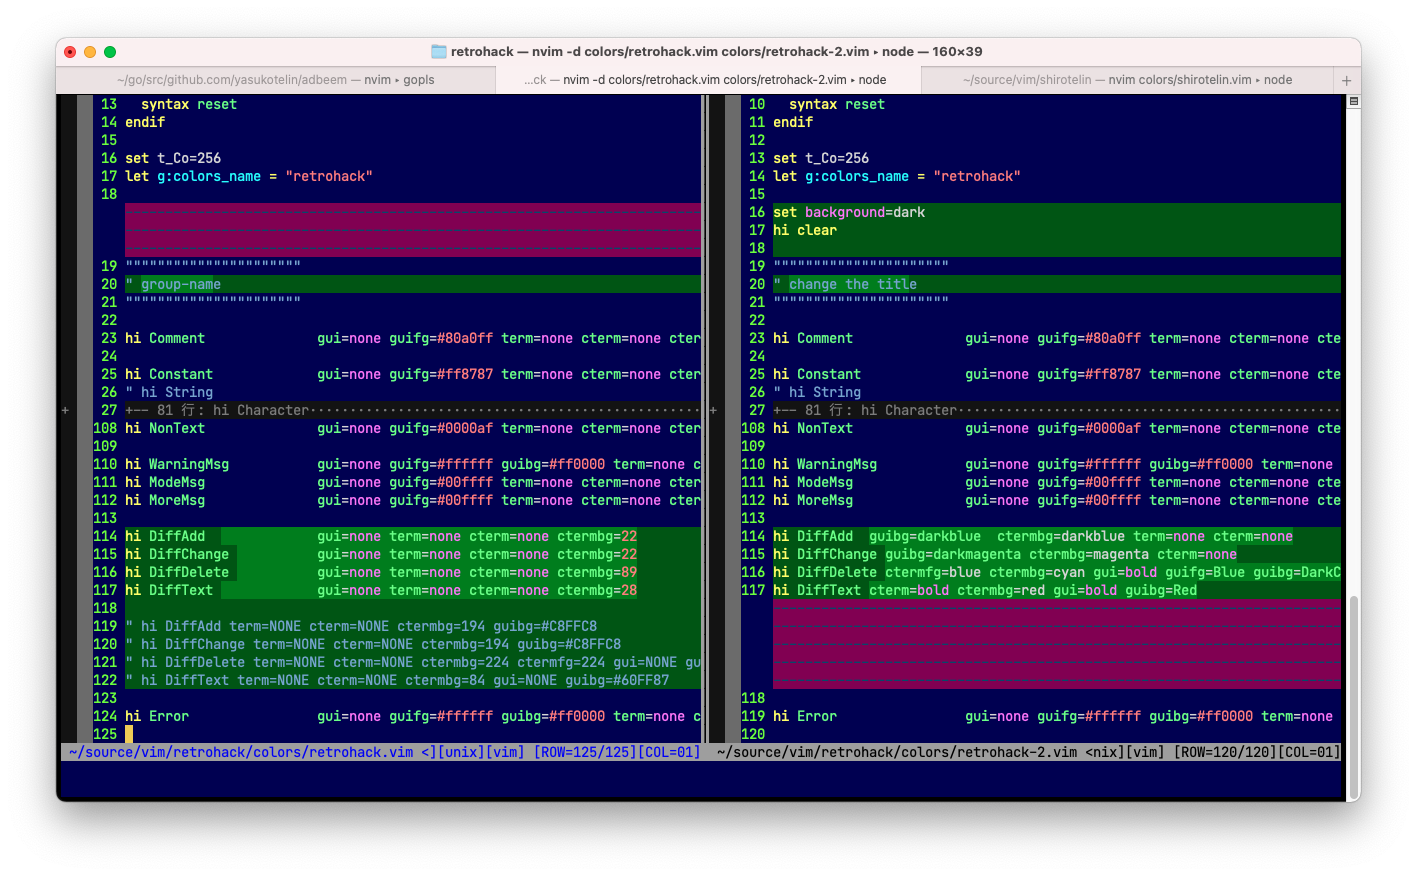 retrohack — nvim -d colors/retrohack.vim colors/retrohack-2.vim ▸ node — 160×39
~/go/src/github.com/yasukotelin/adbeem — nvim ▸ gopls
...ck — nvim -d colors/retrohack.vim colors/retrohack-2.vim ▸ node
~/source/vim/shirotelin — nvim colors/shirotelin.vim ▸ node
+
13   syntax reset
14 endif
15
16 set t_Co=256
17 let g:colors_name = "retrohack"
18
19 """"""""""""""""""""""
20 " group-name
21 """"""""""""""""""""""
22
23 hi Comment              gui=none guifg=#80a0ff term=none cterm=none cter
24
25 hi Constant             gui=none guifg=#ff8787 term=none cterm=none cter
26 " hi String
+ 27 +-- 81 行: hi Character·················································
108 hi NonText              gui=none guifg=#0000af term=none cterm=none cter
109
110 hi WarningMsg           gui=none guifg=#ffffff guibg=#ff0000 term=none c
111 hi ModeMsg              gui=none guifg=#00ffff term=none cterm=none cter
112 hi MoreMsg              gui=none guifg=#00ffff term=none cterm=none cter
113
114 hi DiffAdd              gui=none term=none cterm=none ctermbg=22
115 hi DiffChange           gui=none term=none cterm=none ctermbg=22
116 hi DiffDelete           gui=none term=none cterm=none ctermbg=89
117 hi DiffText             gui=none term=none cterm=none ctermbg=28
118
119 " hi DiffAdd term=NONE cterm=NONE ctermbg=194 guibg=#C8FFC8
120 " hi DiffChange term=NONE cterm=NONE ctermbg=194 guibg=#C8FFC8
121 " hi DiffDelete term=NONE cterm=NONE ctermbg=224 ctermfg=224 gui=NONE gu
122 " hi DiffText term=NONE cterm=NONE ctermbg=84 gui=NONE guibg=#60FF87
123
124 hi Error                gui=none guifg=#ffffff guibg=#ff0000 term=none c
125
~/source/vim/retrohack/colors/retrohack.vim <][unix][vim] [ROW=125/125][COL=01]
10   syntax reset
11 endif
12
13 set t_Co=256
14 let g:colors_name = "retrohack"
15
16 set background=dark
17 hi clear
18
19 """"""""""""""""""""""
20 " change the title
21 """"""""""""""""""""""
22
23 hi Comment              gui=none guifg=#80a0ff term=none cterm=none cte
24
25 hi Constant             gui=none guifg=#ff8787 term=none cterm=none cte
26 " hi String
+ 27 +-- 81 行: hi Character················································
108 hi NonText              gui=none guifg=#0000af term=none cterm=none cte
109
110 hi WarningMsg           gui=none guifg=#ffffff guibg=#ff0000 term=none
111 hi ModeMsg              gui=none guifg=#00ffff term=none cterm=none cte
112 hi MoreMsg              gui=none guifg=#00ffff term=none cterm=none cte
113
114 hi DiffAdd  guibg=darkblue  ctermbg=darkblue term=none cterm=none
115 hi DiffChange guibg=darkmagenta ctermbg=magenta cterm=none
116 hi DiffDelete ctermfg=blue ctermbg=cyan gui=bold guifg=Blue guibg=DarkC
117 hi DiffText cterm=bold ctermbg=red gui=bold guibg=Red
118
119 hi Error                gui=none guifg=#ffffff guibg=#ff0000 term=none
120
~/source/vim/retrohack/colors/retrohack-2.vim <nix][vim] [ROW=120/120][COL=01]